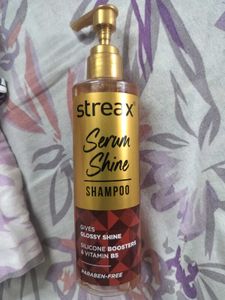 streax
Serum
Shine
SHAMPOO
GIVES
GLOSSY SHINE
SILICONE BOOSTERS
& VITAMIN B5
PARABEN-FREE